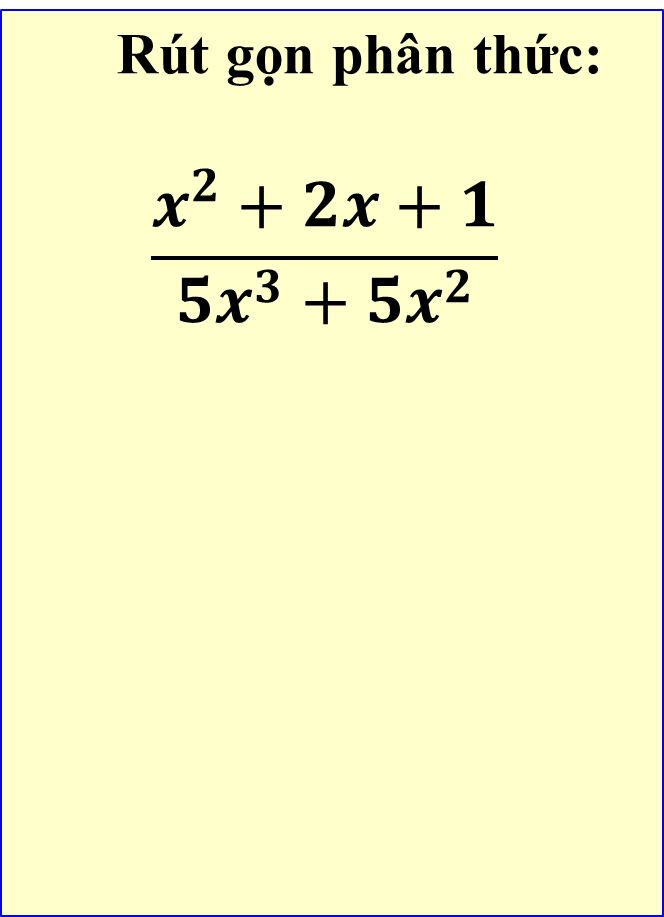 Rút gọn phân thức:
x² + 2x + 1
5x³ + 5x²